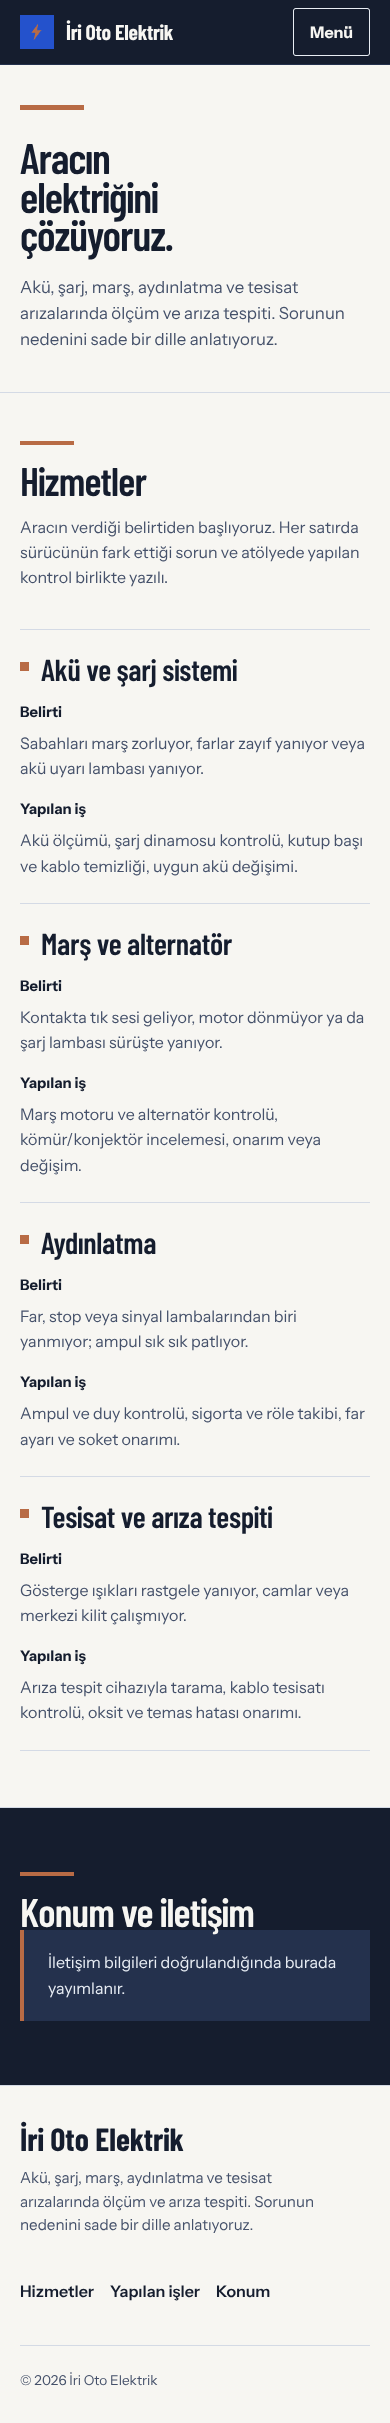 İri Oto Elektrik
Menü
Aracın
elektriğini
çözüyoruz.
Akü, şarj, marş, aydınlatma ve tesisat
arızalarında ölçüm ve arıza tespiti. Sorunun
nedenini sade bir dille anlatıyoruz.
Hizmetler
Aracın verdiği belirtiden başlıyoruz. Her satırda
sürücünün fark ettiği sorun ve atölyede yapılan
kontrol birlikte yazılı.
Akü ve şarj sistemi
Belirti
Sabahları marş zorluyor, farlar zayıf yanıyor veya
akü uyarı lambası yanıyor.
Yapılan iş
Akü ölçümü, şarj dinamosu kontrolü, kutup başı
ve kablo temizliği, uygun akü değişimi.
Marş ve alternatör
Belirti
Kontakta tık sesi geliyor, motor dönmüyor ya da
şarj lambası sürüşte yanıyor.
Yapılan iş
Marş motoru ve alternatör kontrolü,
kömür/konjektör incelemesi, onarım veya
değişim.
Aydınlatma
Belirti
Far, stop veya sinyal lambalarından biri
yanmıyor; ampul sık sık patlıyor.
Yapılan iş
Ampul ve duy kontrolü, sigorta ve röle takibi, far
ayarı ve soket onarımı.
Tesisat ve arıza tespiti
Belirti
Gösterge ışıkları rastgele yanıyor, camlar veya
merkezi kilit çalışmıyor.
Yapılan iş
Arıza tespit cihazıyla tarama, kablo tesisatı
kontrolü, oksit ve temas hatası onarımı.
Konum ve iletişim
İletişim bilgileri doğrulandığında burada
yayımlanır.
İri Oto Elektrik
Akü, şarj, marş, aydınlatma ve tesisat
arızalarında ölçüm ve arıza tespiti. Sorunun
nedenini sade bir dille anlatıyoruz.
Hizmetler Yapılan işler Konum
© 2026 İri Oto Elektrik